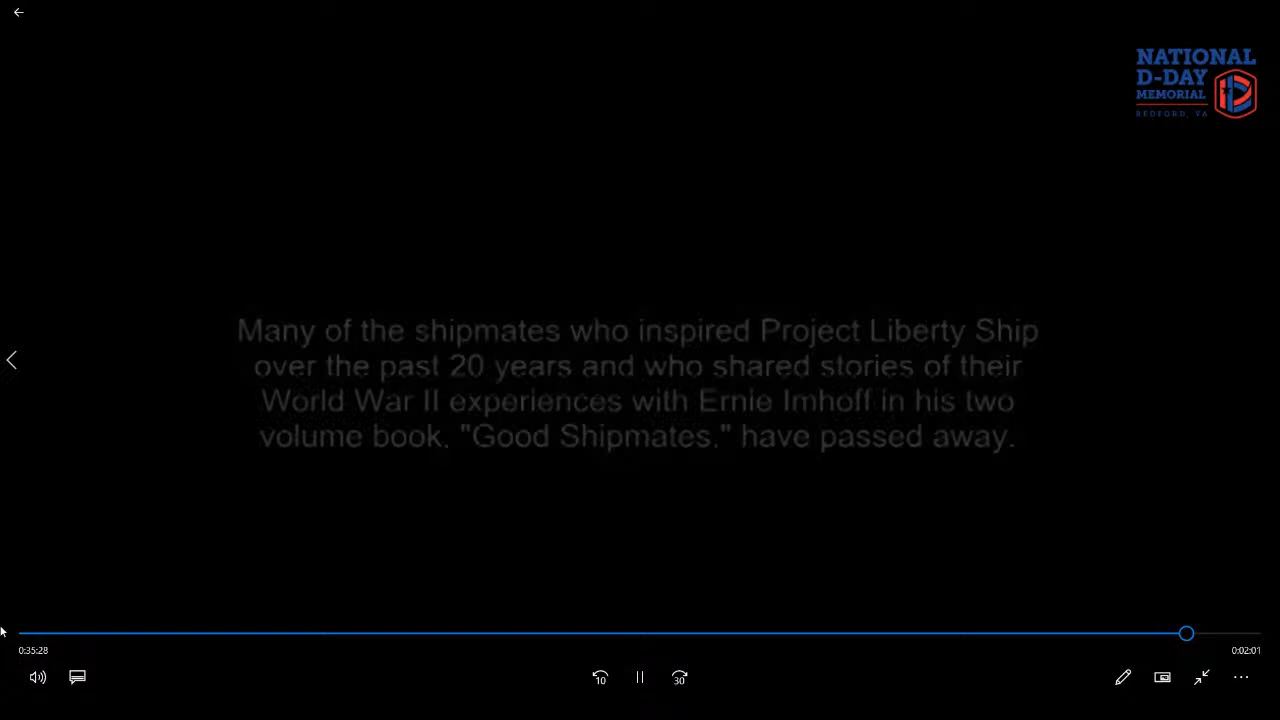 NATIONAL
D-DAY
MEMORIAL
BEDFORD, VA
Many of the shipmates who inspired Project Liberty Ship
over the past 20 years and who shared stories of their
World War II experiences with Ernie Imhoff in his two
volume book, "Good Shipmates," have passed away.
0:35:28
0:02:01
10
30